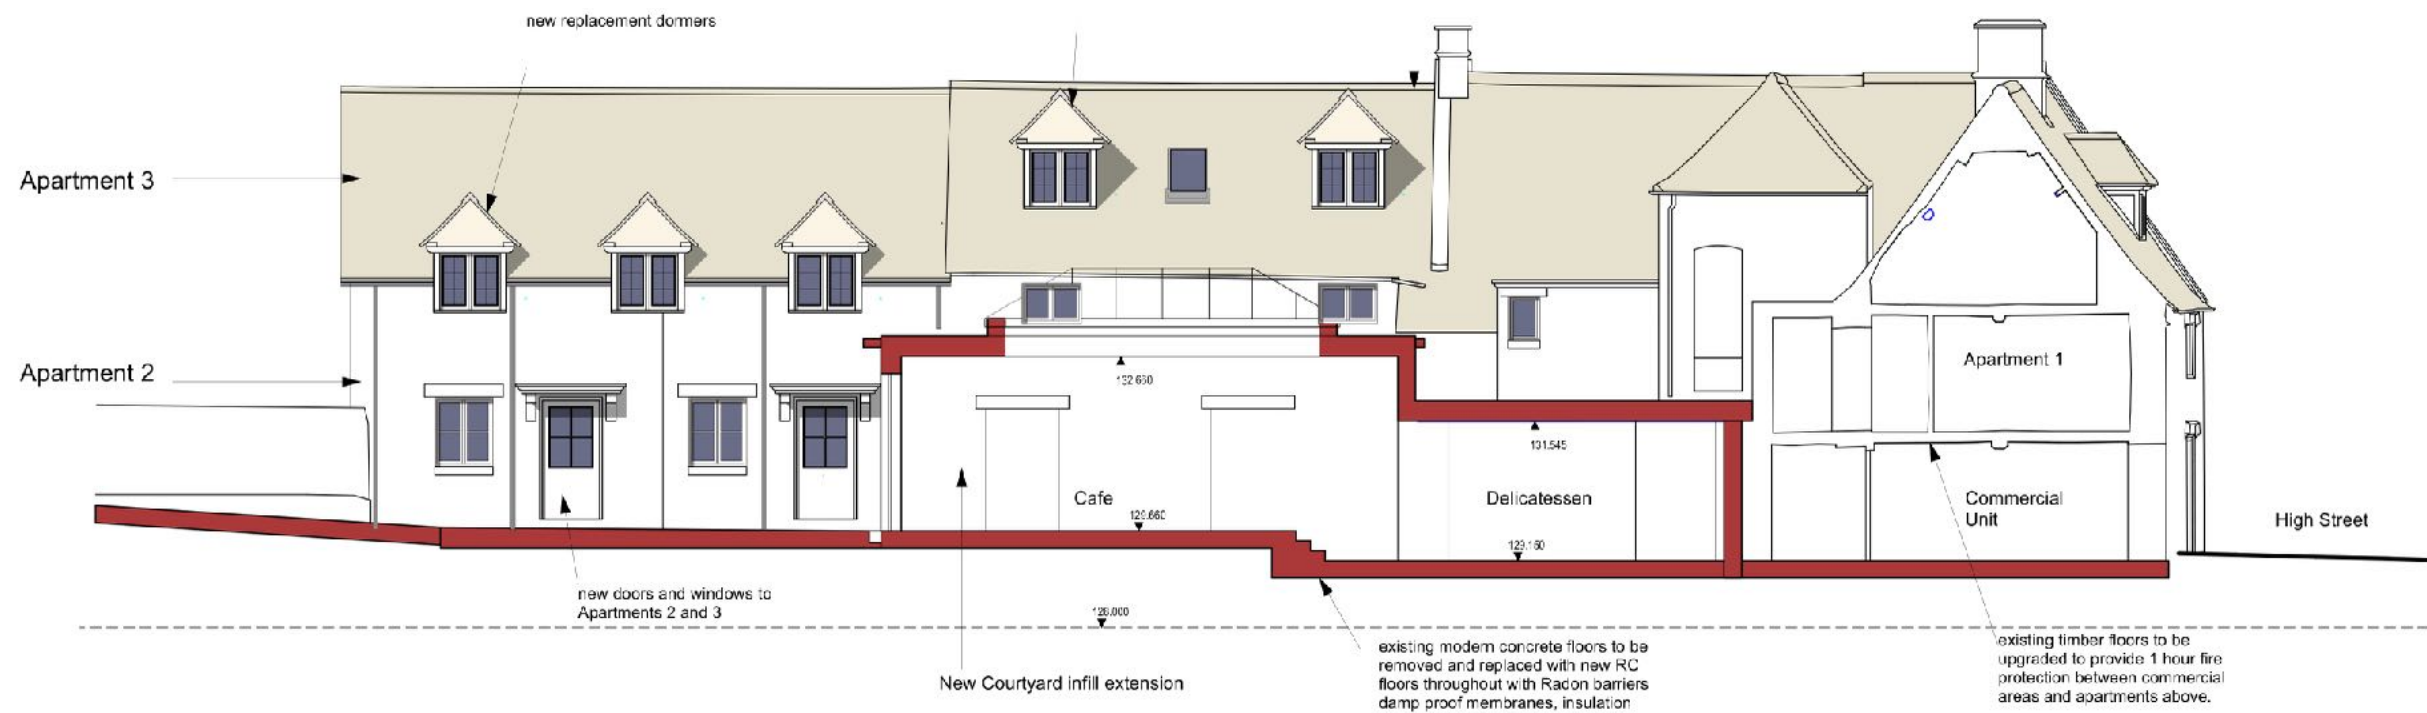 new replacement dormers
Apartment 3
Apartment 2
Apartment 1
132.660
131.545
Cafe
129.660
Delicatessen
129.160
Commercial
Unit
High Street
new doors and windows to
Apartments 2 and 3
128.000
New Courtyard infill extension
existing modern concrete floors to be
removed and replaced with new RC
floors throughout with Radon barriers
damp proof membranes, insulation
existing timber floors to be
upgraded to provide 1 hour fire
protection between commercial
areas and apartments above.